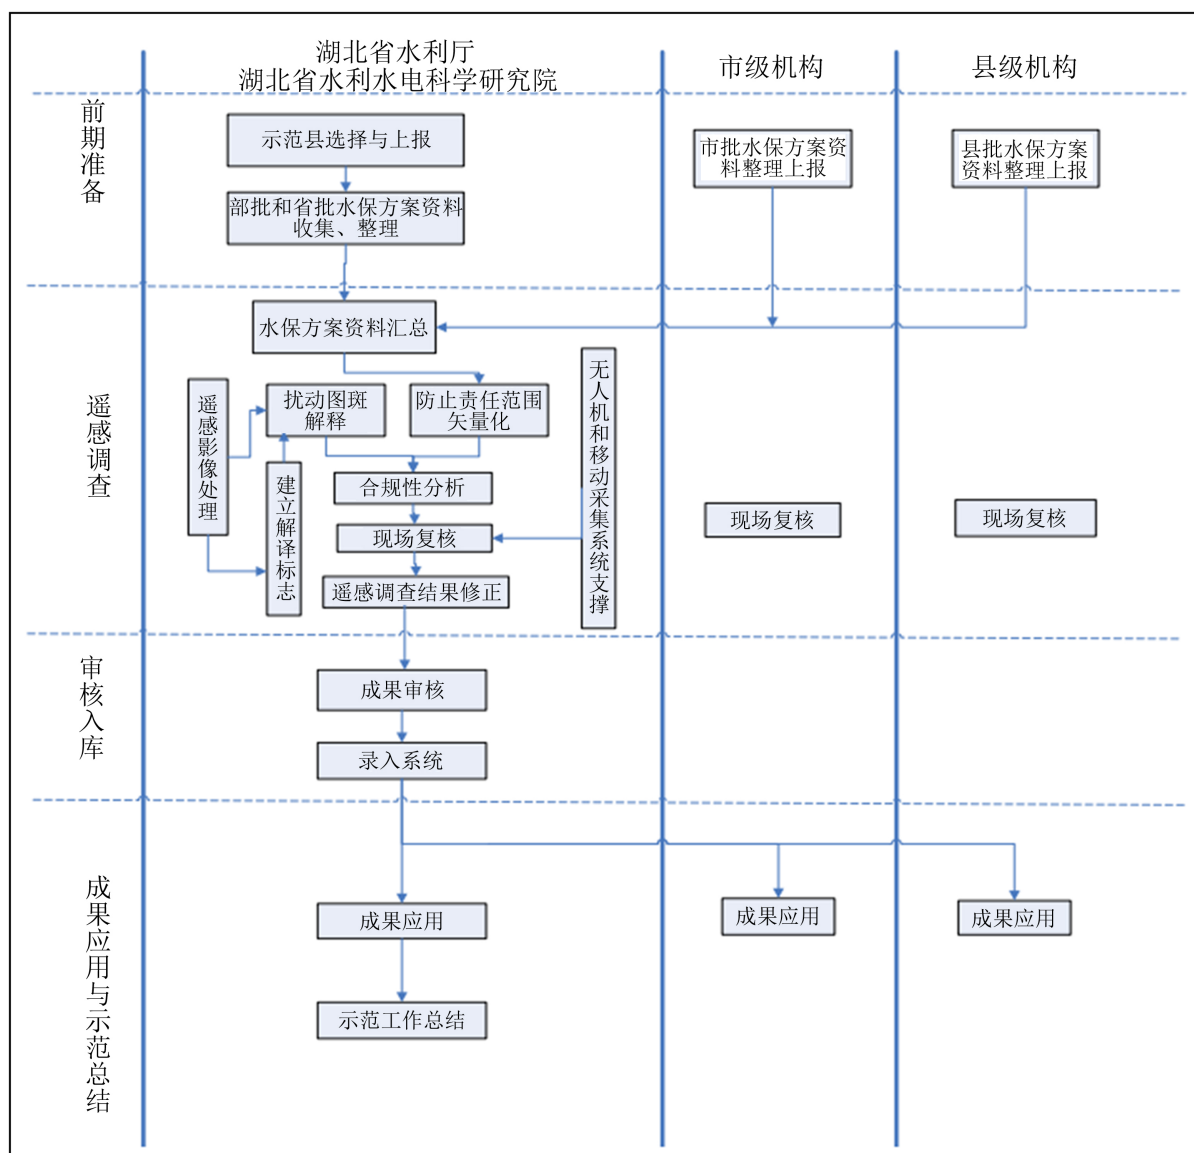 湖北省水利厅
湖北省水利水电科学研究院
市级机构
县级机构
前期准备
示范县选择与上报
部批和省批水保方案资料
收集、整理
市批水保方案资
料整理上报
县批水保方案
资料整理上报
遥感调查
水保方案资料汇总
遥感影像处理
扰动图斑
解释
防止责任范围
矢量化
无人机和移动采集系统支撑
建立解译标志
合规性分析
现场复核
遥感调查结果修正
现场复核
现场复核
审核入库
成果审核
录入系统
成果应用与示范总结
成果应用
示范工作总结
成果应用
成果应用